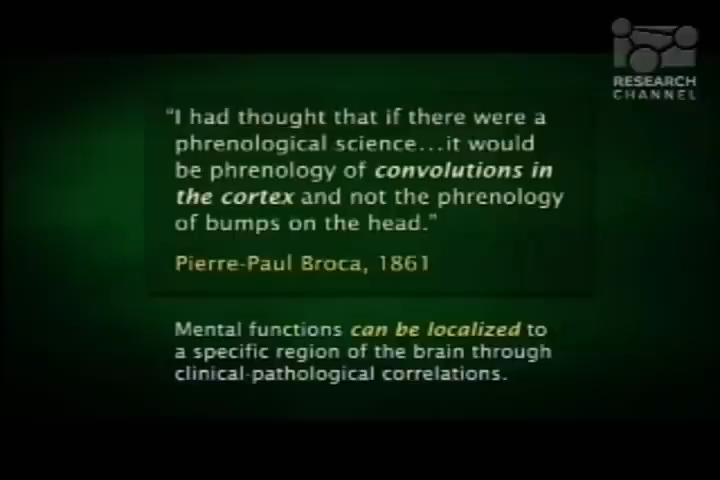 RESEARCH
CHANNEL
"I had thought that if there were a
phrenological science...it would
be phrenology of convolutions in
the cortex and not the phrenology
of bumps on the head."
Pierre-Paul Broca, 1861
Mental functions can be localized to
a specific region of the brain through
clinical-pathological correlations.